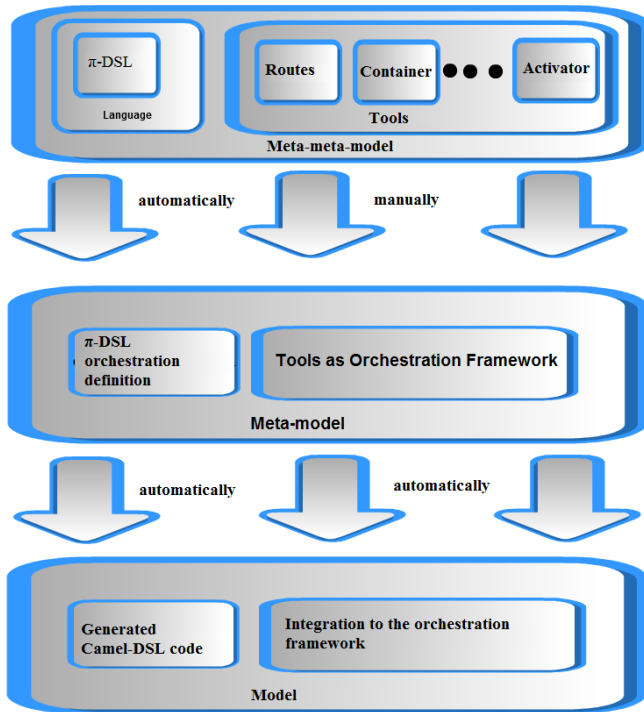 π-DSL
Language
Routes
Container
Activator
Tools
Meta-meta-model
automatically
manually
π-DSL
orchestration
definition
Tools as Orchestration Framework
Meta-model
automatically
automatically
Generated
Camel-DSL code
Integration to the orchestration
framework
Model